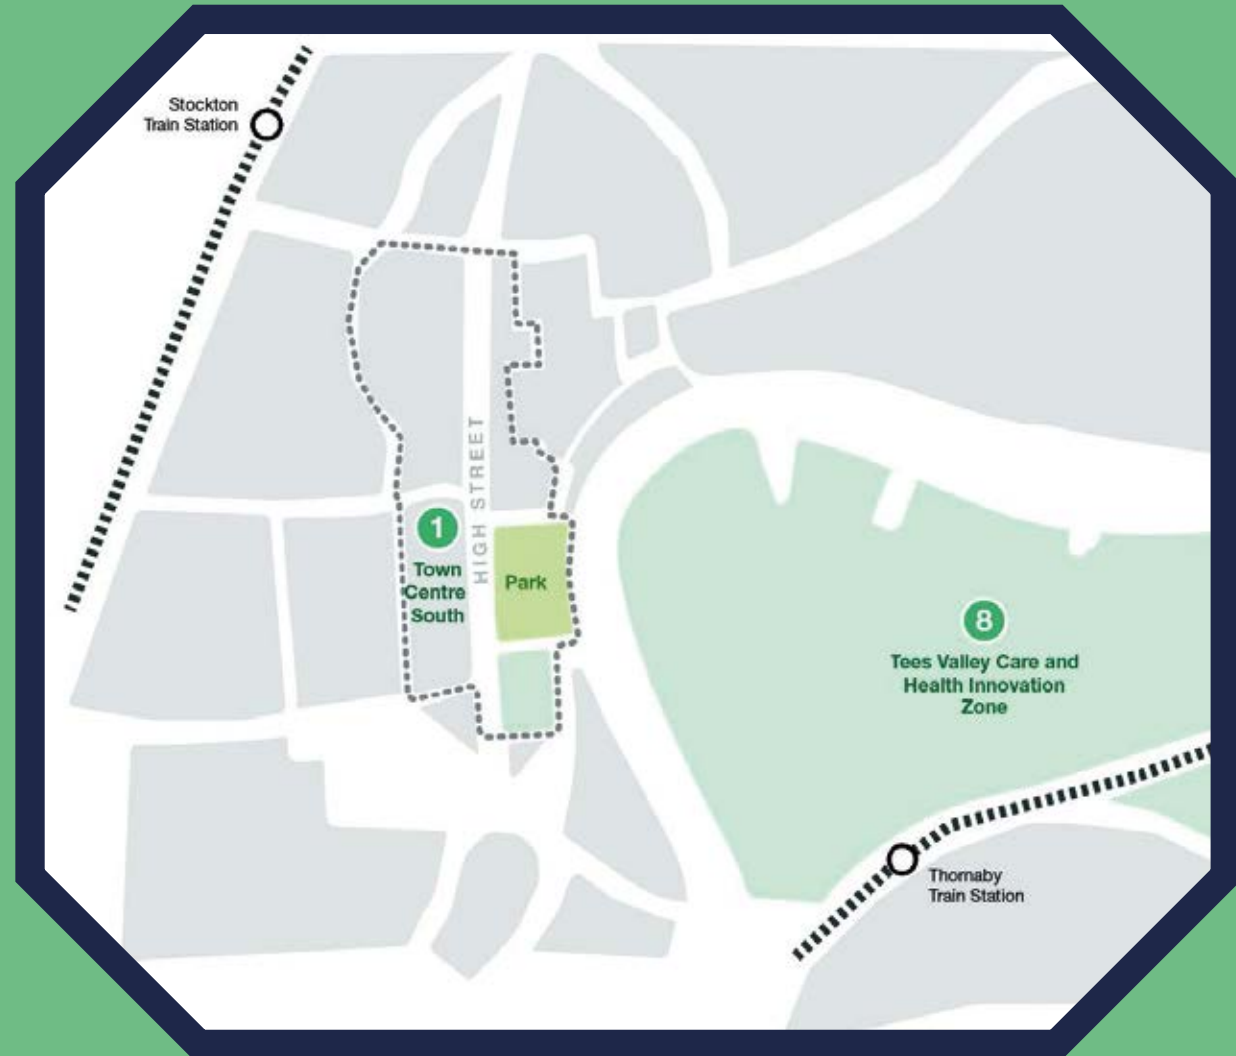 Stockton
Train Station
HIGH STREET
1
Town
Centre
South
Park
8
Tees Valley Care and
Health Innovation
Zone
Thornaby
Train Station